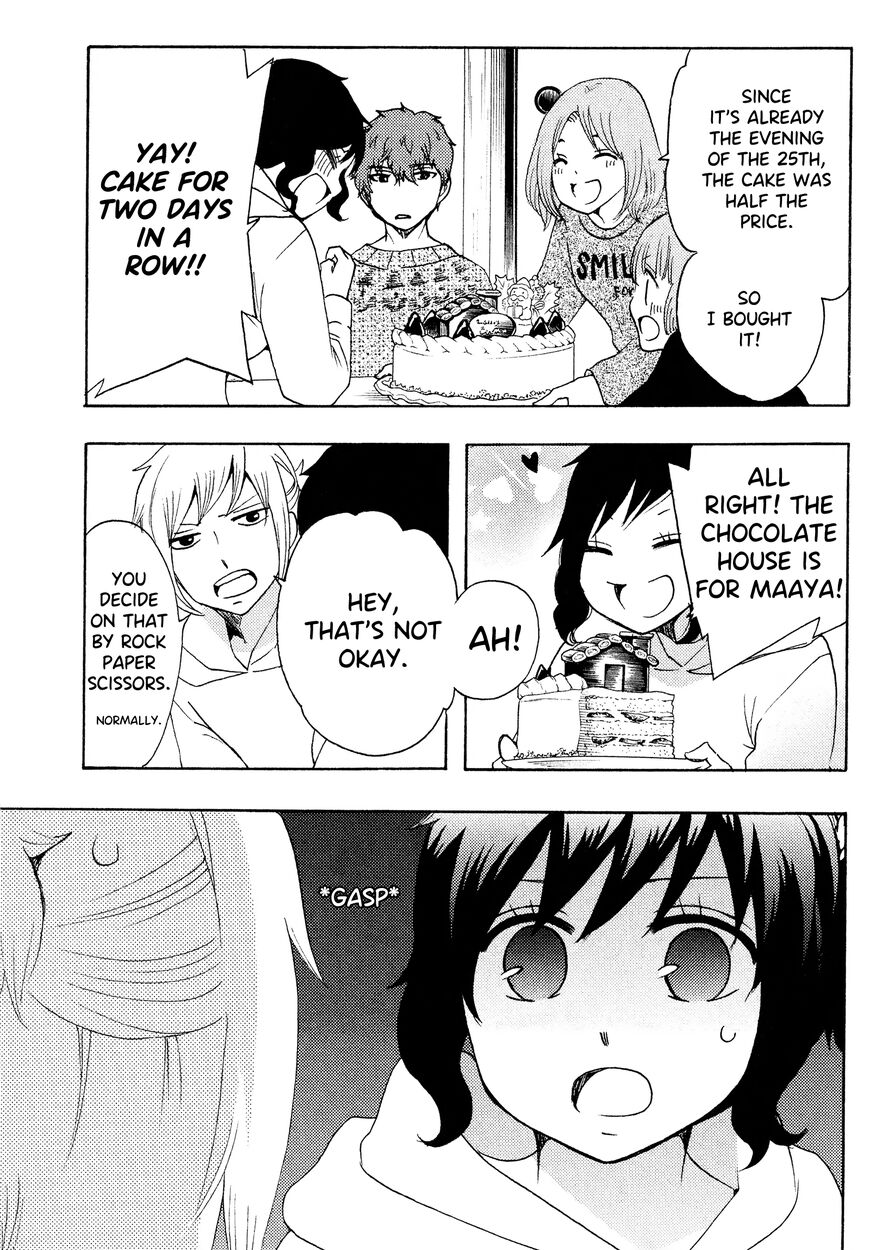 SINCE
IT'S ALREADY
THE EVENING
OF THE 25TH,
THE CAKE WAS
HALF THE
PRICE.
SO
I BOUGHT
IT!
SMIL
FOR
YAY!
CAKE FOR
TWO DAYS
IN A
ROW!!
ALL
RIGHT! THE
CHOCOLATE
HOUSE IS
FOR MAAYA!
AH!
HEY,
THAT'S NOT
OKAY.
YOU
DECIDE
ON THAT
BY ROCK
PAPER
SCISSORS.
NORMALLY.
*GASP*